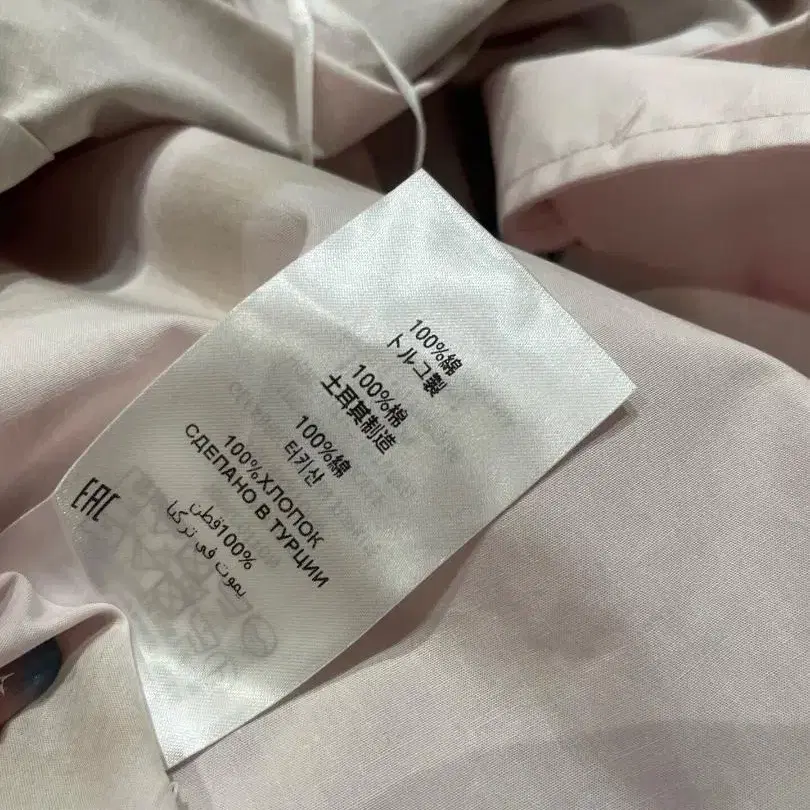 100%綿
トルコ製
100%棉
土耳其制造
100%綿
터키산
100%ХЛОПОК
СДЕЛАНО В ТУРЦИИ
100%قطن
يموت في تركيا
EAC